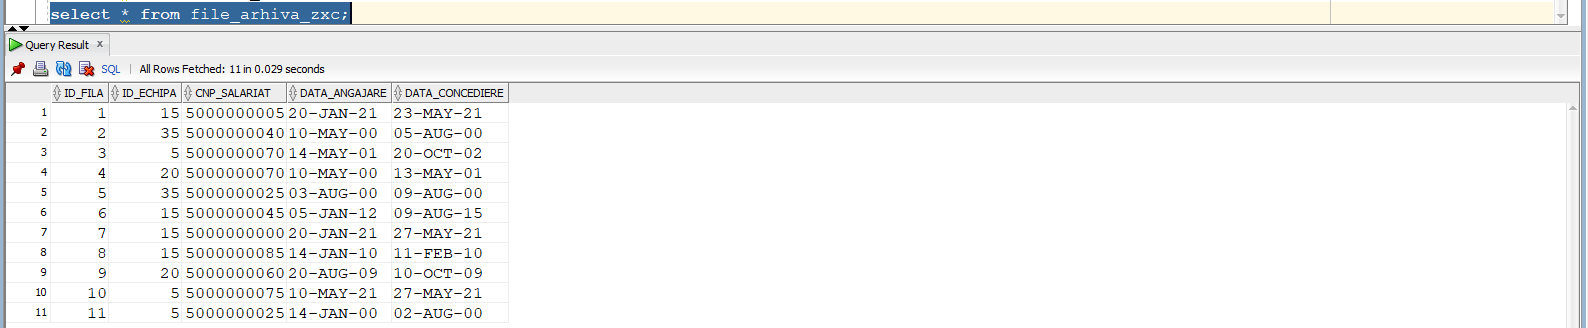 select * from file_arhiva_zxc;
Query Result x
SQL | All Rows Fetched: 11 in 0.029 seconds
ID_FILA ID_ECHIPA CNP_SALARIAT DATA_ANGAJARE DATA_CONCEDIERE
1 1 15 5000000005 20-JAN-21 23-MAY-21
2 2 35 5000000040 10-MAY-00 05-AUG-00
3 3 5 5000000070 14-MAY-01 20-OCT-02
4 4 20 5000000070 10-MAY-00 13-MAY-01
5 5 35 5000000025 03-AUG-00 09-AUG-00
6 6 15 5000000045 05-JAN-12 09-AUG-15
7 7 15 5000000000 20-JAN-21 27-MAY-21
8 8 15 5000000085 14-JAN-10 11-FEB-10
9 9 20 5000000060 20-AUG-09 10-OCT-09
10 10 5 5000000075 10-MAY-21 27-MAY-21
11 11 5 5000000025 14-JAN-00 02-AUG-00